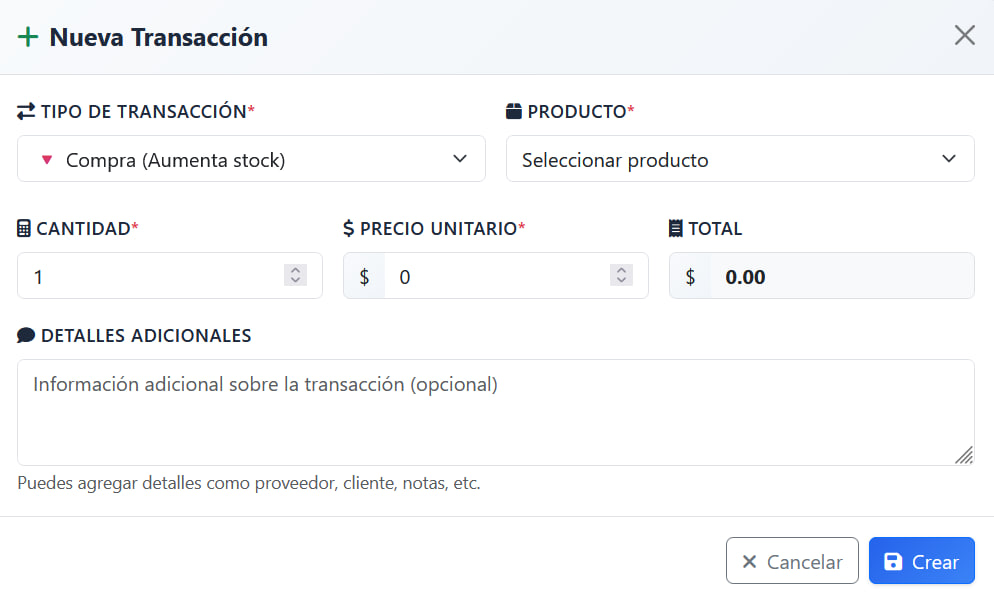 Nueva Transacción
TIPO DE TRANSACCIÓN* PRODUCTO*
Compra (Aumenta stock) Seleccionar producto
CANTIDAD* $ PRECIO UNITARIO* TOTAL
1 $ 0 $ 0.00
DETALLES ADICIONALES
Información adicional sobre la transacción (opcional)
Puedes agregar detalles como proveedor, cliente, notas, etc.
Cancelar Crear